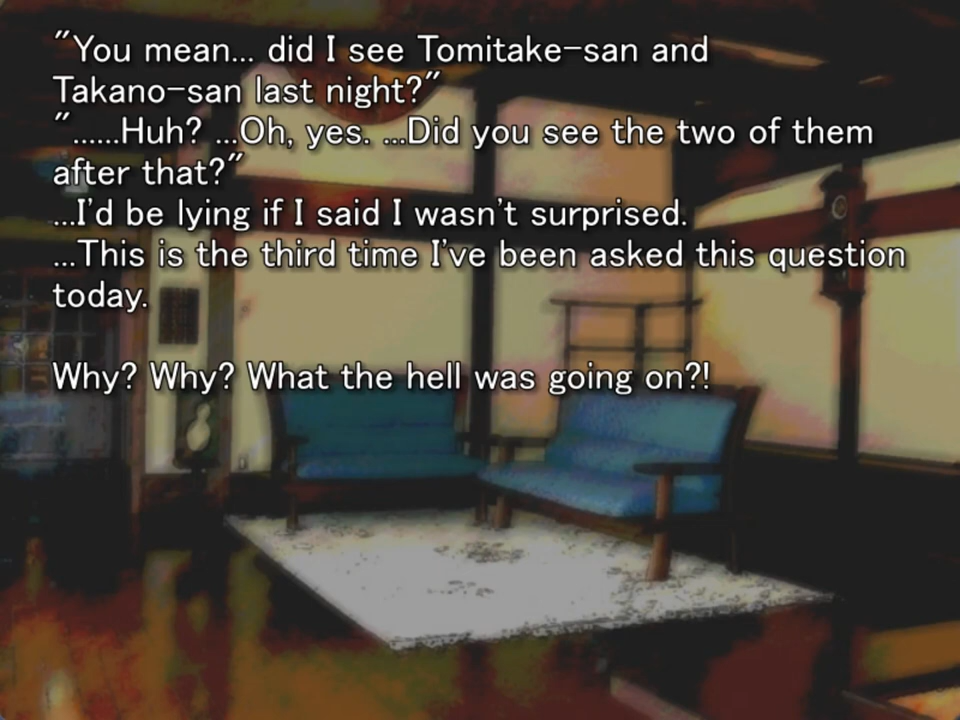 "You mean... did I see Tomitake-san and
Takano-san last night?"
"......Huh? ...Oh, yes. ...Did you see the two of them
after that?"
...I'd be lying if I said I wasn't surprised.
...This is the third time I've been asked this question
today.
Why? Why? What the hell was going on?!